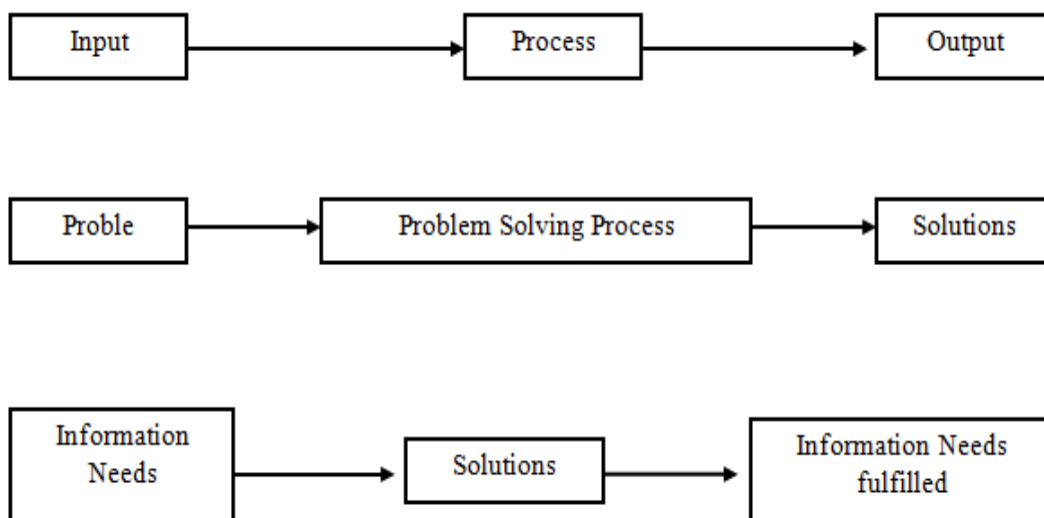 Input
Process
Output
Proble
Problem Solving Process
Solutions
Information
Needs
Solutions
Information Needs
fulfilled